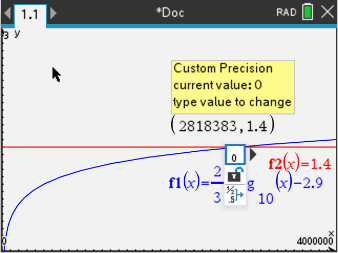 1.1 *Doc RAD
3 y
Custom Precision
current value: 0
type value to change
(2818383,1.4)
0
f2(x)=1.4
f1(x)=2/3 g 10 (x)-2.9
x
0 4000000